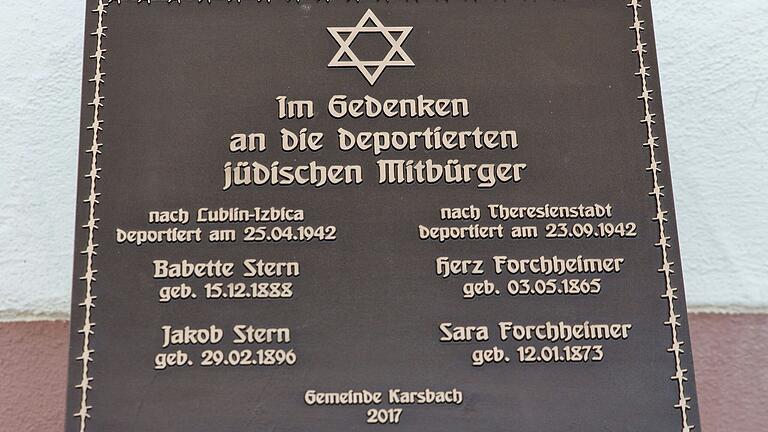 Im Gedenken
an die deportierten
jüdischen Mitbürger
nach Lublin-Izbica
deportiert am 25.04.1942
Babette Stern
geb. 15.12.1888
Jakob Stern
geb. 29.02.1896
nach Theresienstadt
deportiert am 23.09.1942
Herz Forchheimer
geb. 03.05.1865
Sara Forchheimer
geb. 12.01.1873
Gemeinde Karsbach
2017